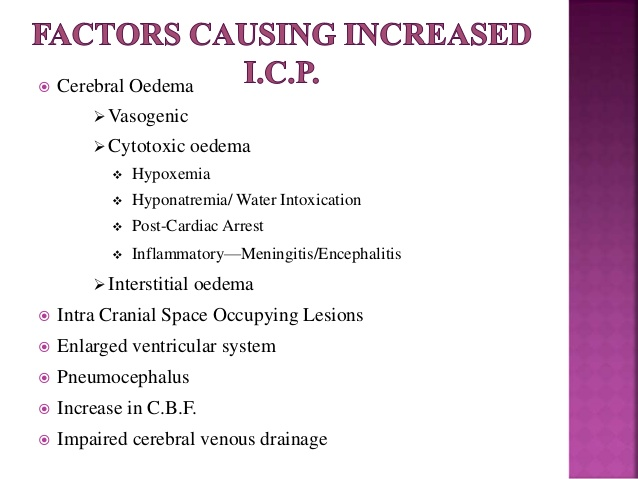 FACTORS CAUSING INCREASED
I.C.P.
Cerebral Oedema
Vasogenic
Cytotoxic oedema
Hypoxemia
Hyponatremia/ Water Intoxication
Post-Cardiac Arrest
Inflammatory—Meningitis/Encephalitis
Interstitial oedema
Intra Cranial Space Occupying Lesions
Enlarged ventricular system
Pneumocephalus
Increase in C.B.F.
Impaired cerebral venous drainage